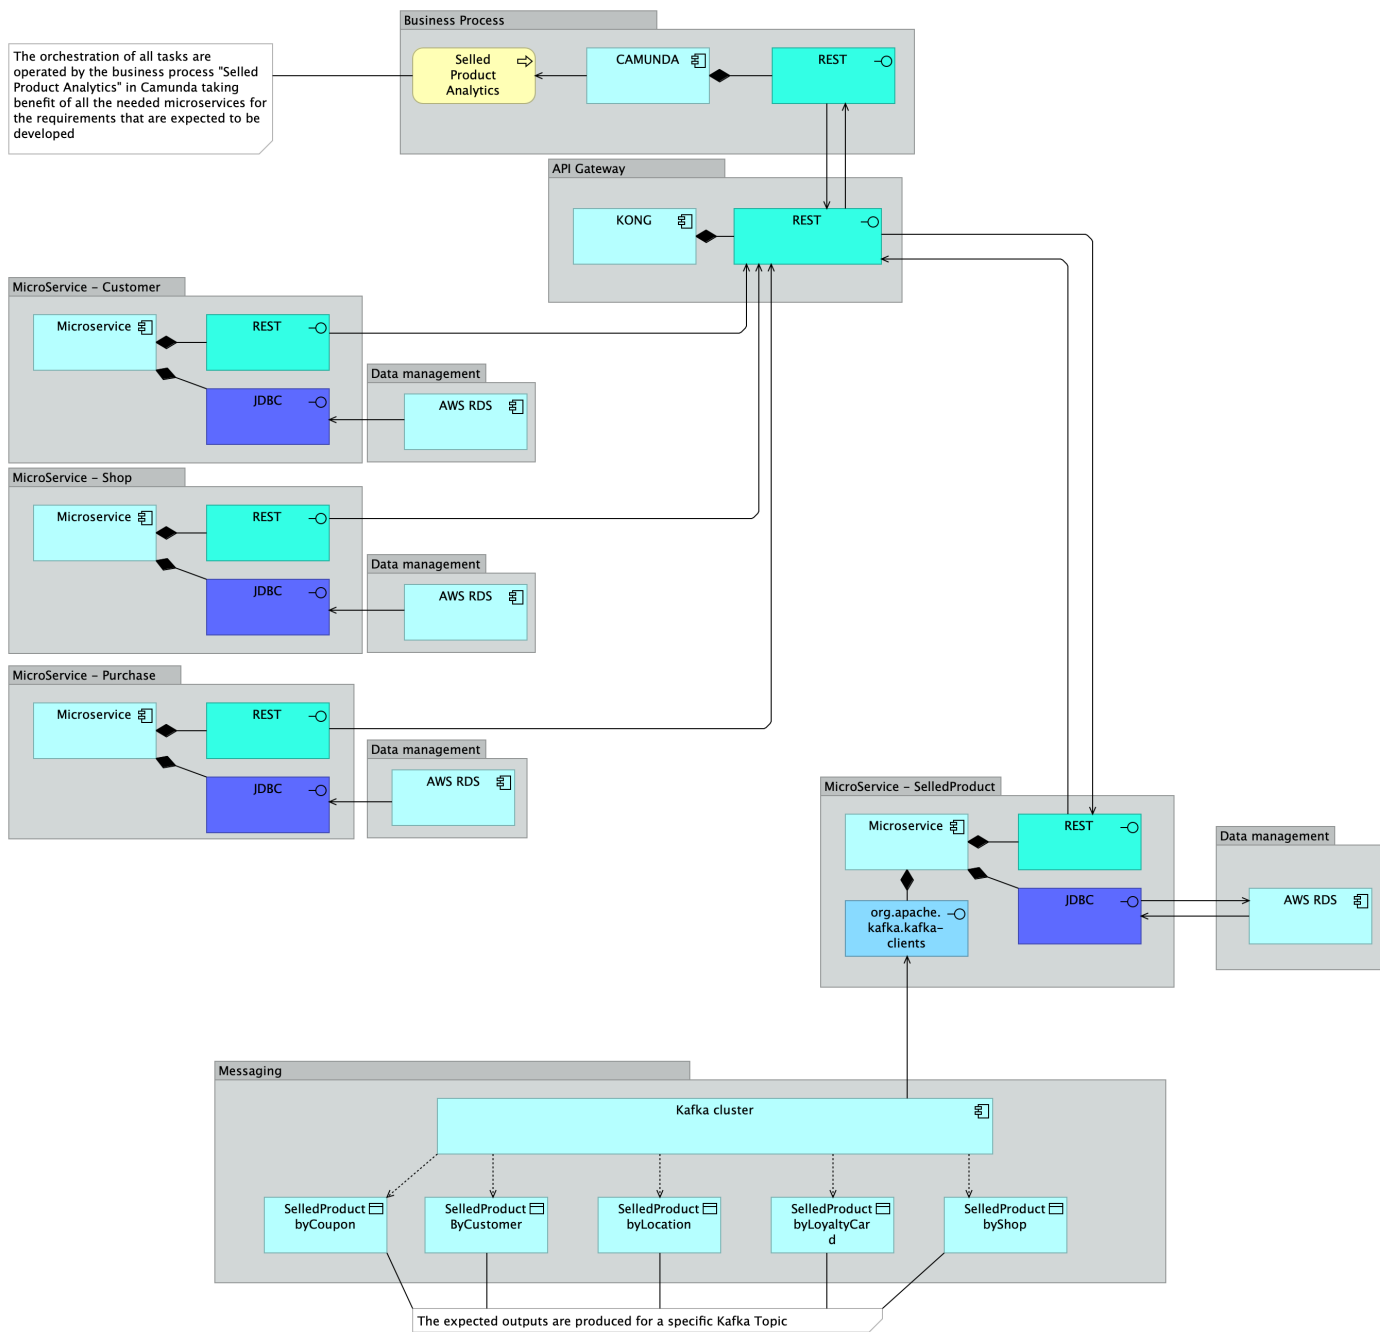 Business Process
The orchestration of all tasks are
operated by the business process "Selled
Product Analytics" in Camunda taking
benefit of all the needed microservices for
the requirements that are expected to be
developed
Selled
Product
Analytics
CAMUNDA
REST
API Gateway
KONG
REST
MicroService – Customer
Microservice
REST
JDBC
Data management
AWS RDS
MicroService – Shop
Microservice
REST
JDBC
Data management
AWS RDS
MicroService – Purchase
Microservice
REST
JDBC
Data management
AWS RDS
MicroService – SelledProduct
Microservice
REST
JDBC
org.apache.
kafka.kafka-
clients
Data management
AWS RDS
Messaging
Kafka cluster
SelledProduct
byCoupon
SelledProduct
ByCustomer
SelledProduct
byLocation
SelledProduct
byLoyaltyCar
d
SelledProduct
byShop
The expected outputs are produced for a specific Kafka Topic